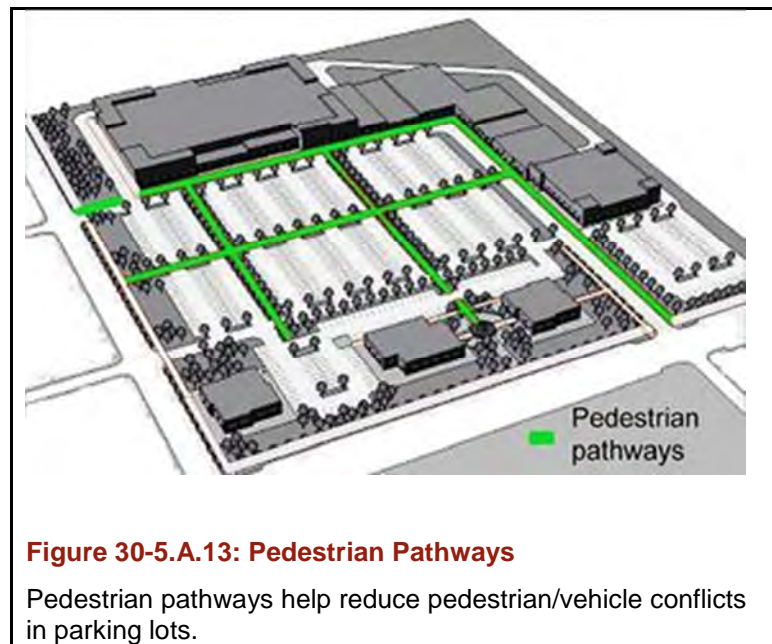 Pedestrian
pathways
Figure 30-5.A.13: Pedestrian Pathways
Pedestrian pathways help reduce pedestrian/vehicle conflicts
in parking lots.